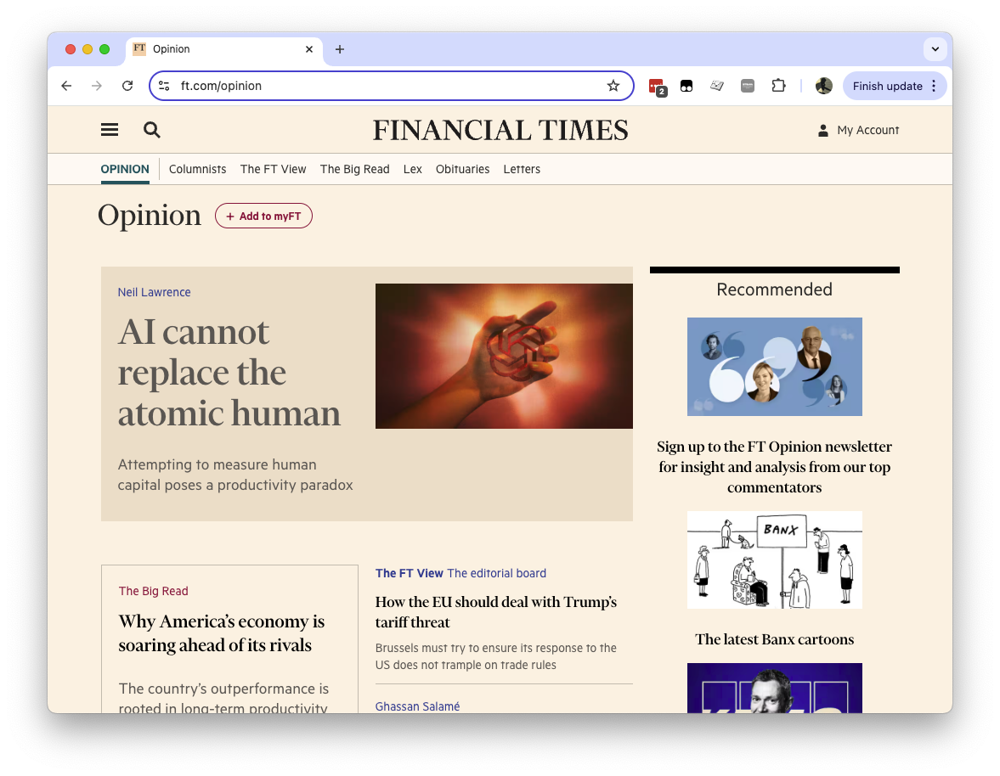 FT Opinion
ft.com/opinion
2
Finish update
FINANCIAL TIMES
My Account
OPINION
Columnists
The FT View
The Big Read
Lex
Obituaries
Letters
Opinion
+ Add to myFT
Neil Lawrence
AI cannot
replace the
atomic human
Attempting to measure human
capital poses a productivity paradox
The Big Read
Why America’s economy is
soaring ahead of its rivals
The country’s outperformance is
rooted in long-term productivity
The FT View The editorial board
How the EU should deal with Trump’s
tariff threat
Brussels must try to ensure its response to the
US does not trample on trade rules
Ghassan Salamé
Recommended
Sign up to the FT Opinion newsletter
for insight and analysis from our top
commentators
BANX
The latest Banx cartoons